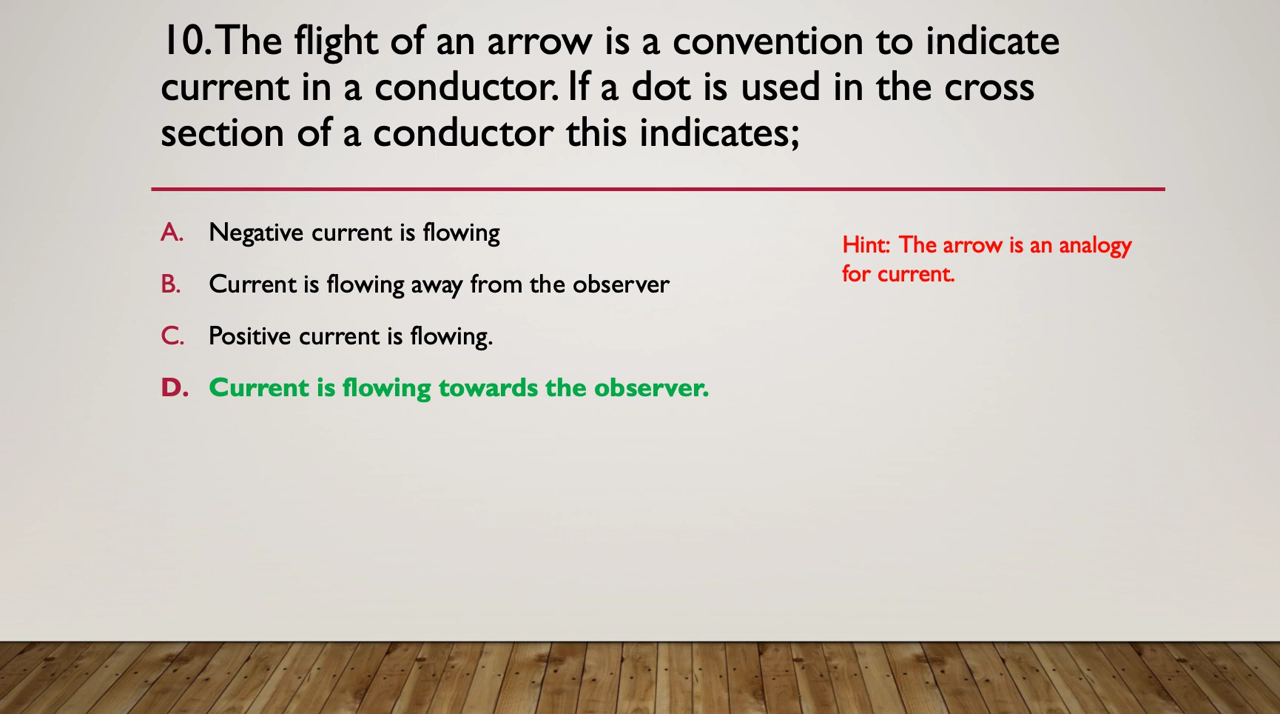 10. The flight of an arrow is a convention to indicate
current in a conductor. If a dot is used in the cross
section of a conductor this indicates;
A. Negative current is flowing
B. Current is flowing away from the observer
C. Positive current is flowing.
D. Current is flowing towards the observer.
Hint: The arrow is an analogy
for current.